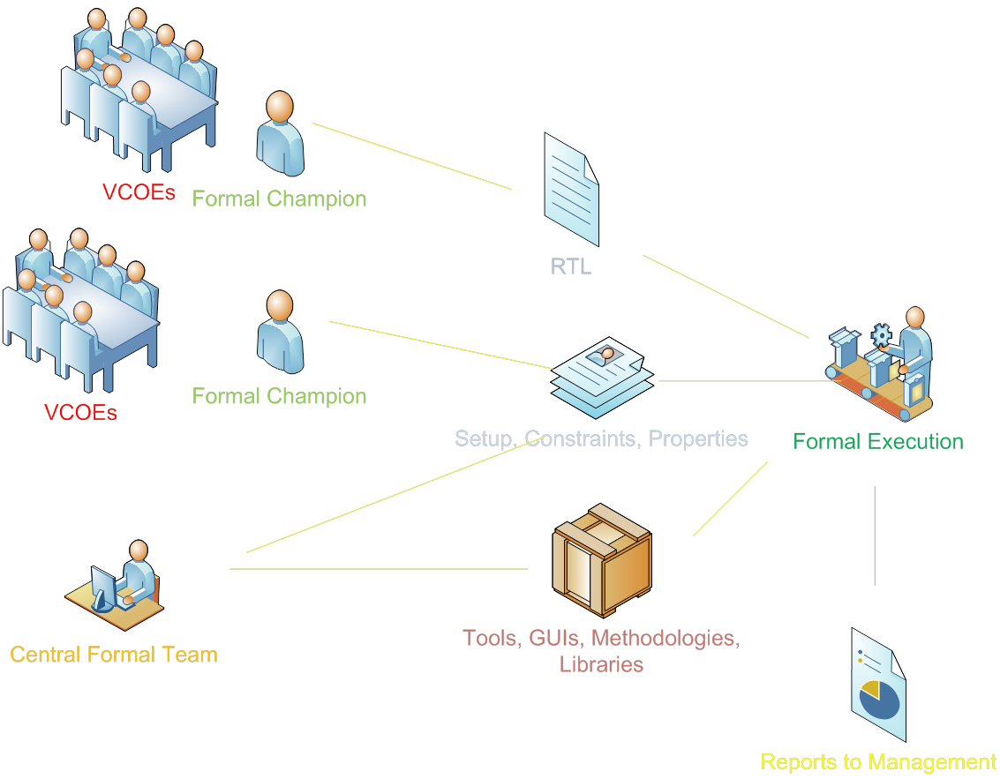 VCOEs
Formal Champion
RTL
VCOEs
Formal Champion
Setup, Constraints, Properties
Formal Execution
Central Formal Team
Tools, GUIs, Methodologies,
Libraries
Reports to Management